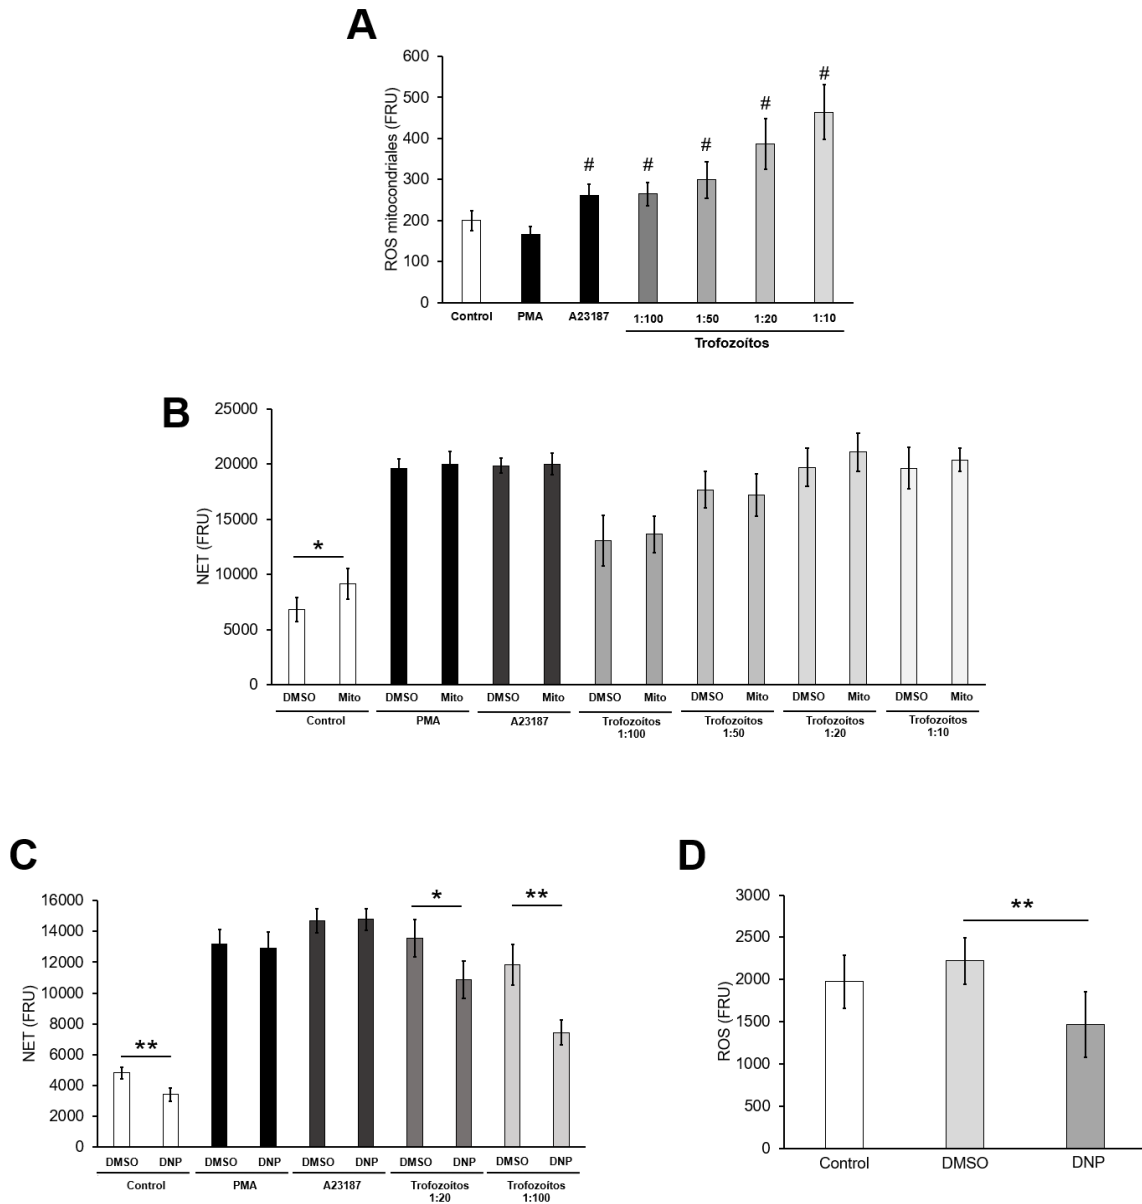 A
ROS mitocondriales (FRU)
600
500
400
300
200
100
0
# # # # #
Control PMA A23187 1:100 1:50 1:20 1:10
Trofozoítos
B
NET (FRU)
25000
20000
15000
10000
5000
0
*
DMSO Mito DMSO Mito DMSO Mito DMSO Mito DMSO Mito DMSO Mito DMSO Mito
Control PMA A23187 Trofozoítos Trofozoítos Trofozoítos Trofozoítos
1:100 1:50 1:20 1:10
C
NET (FRU)
16000
14000
12000
10000
8000
6000
4000
2000
0
** * **
DMSO DNP DMSO DNP DMSO DNP DMSO DNP DMSO DNP
Control PMA A23187 Trofozoítos Trofozoítos
1:20 1:100
D
ROS (FRU)
3000
2500
2000
1500
1000
500
0
**
Control DMSO DNP